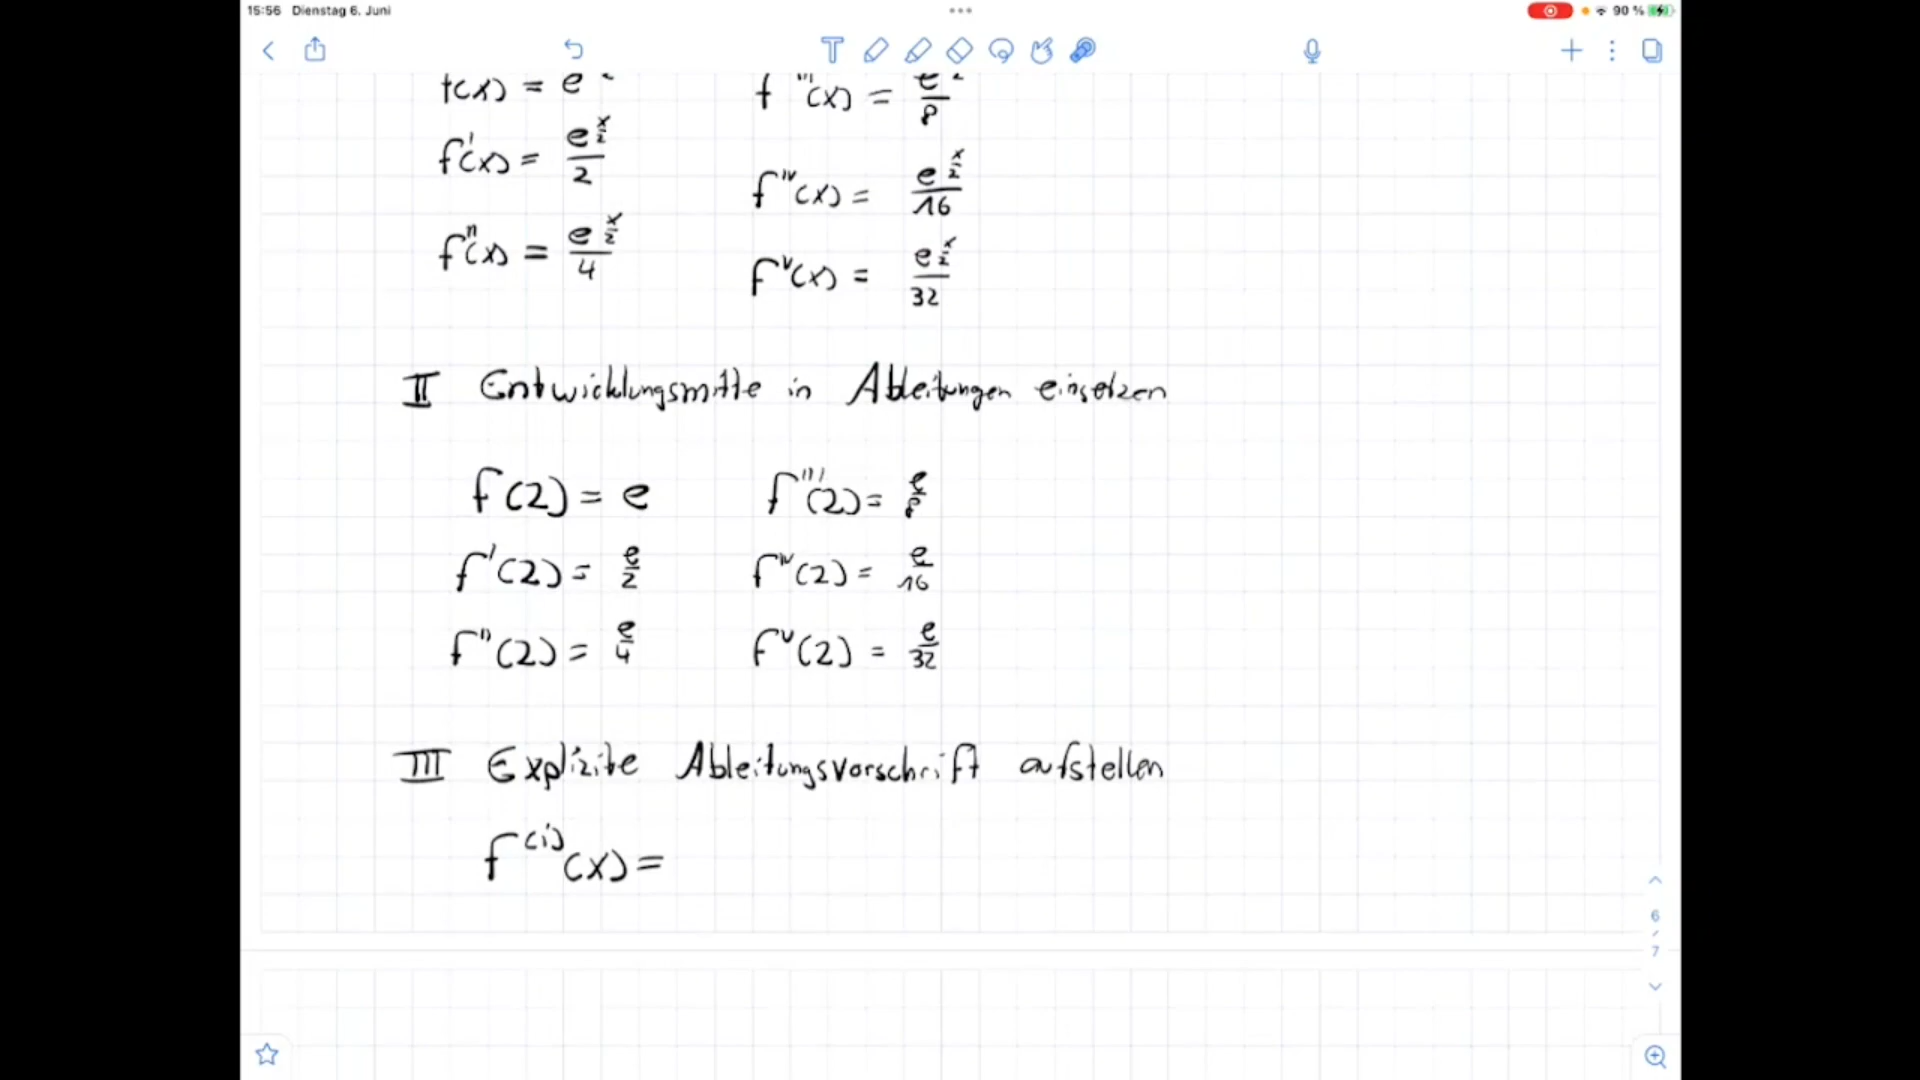 15:56 Dienstag 6. Juni 90 %
f(x) = e
f'(x) = e^(x/2)/2
f''(x) = e^(x/2)/4
f'''(x) = e/8
f^IV(x) = e^(x/2)/16
f^V(x) = e^(x/2)/32
II Entwicklungsmitte in Ableitungen einsetzen
f(2) = e
f'(2) = e/2
f''(2) = e/4
f'''(2) = e/8
f^IV(2) = e/16
f^V(2) = e/32
III Explizite Ableitungsvorschrift aufstellen
f^(i)(x) =
6
/
7